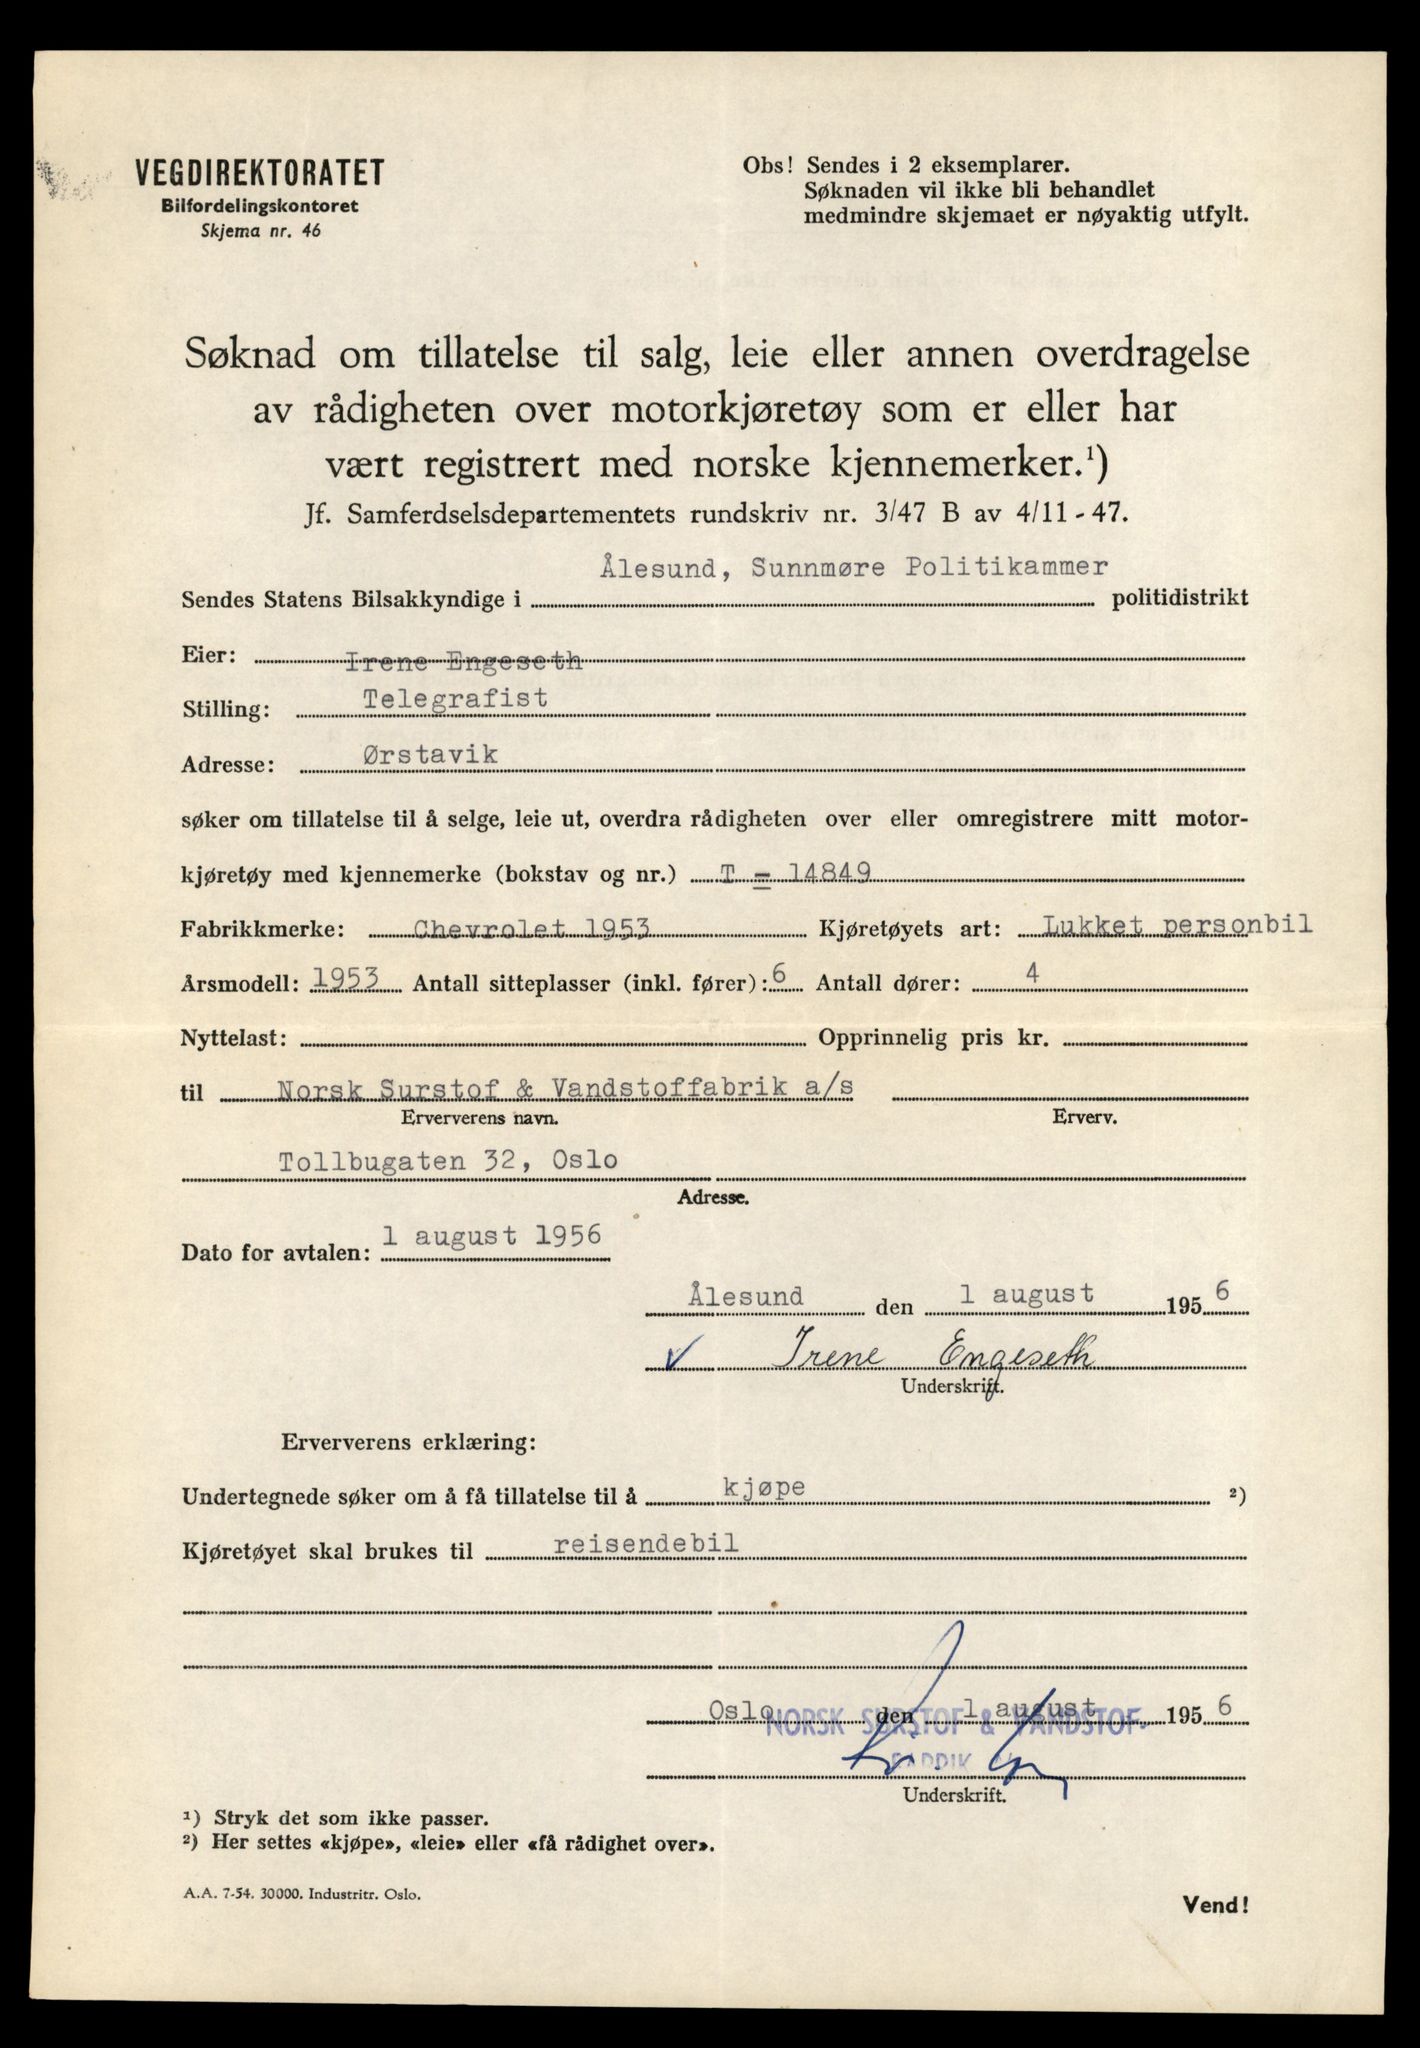 VEGDIREKTORATET
Bilfordelingskontoret
Skjema nr. 46
Obs! Sendes i 2 eksemplarer.
Søknaden vil ikke bli behandlet
medmindre skjemaet er nøyaktig utfylt.
Søknad om tillatelse til salg, leie eller annen overdragelse
av rådigheten over motorkjøretøy som er eller har
vært registrert med norske kjennemerker.¹)
Jf. Samferdselsdepartementets rundskriv nr. 3/47 B av 4/11 - 47.
Ålesund, Sunnmøre Politikammer
Sendes Statens Bilsakkyndige i politidistrikt
Eier: Irene Engeseth
Stilling: Telegrafist
Adresse: Ørstavik
søker om tillatelse til å selge, leie ut, overdra rådigheten over eller omregistrere mitt motor-
kjøretøy med kjennemerke (bokstav og nr.) T - 14849
Fabrikkmerke: Chevrolet 1953 Kjøretøyets art: Lukket personbil
Årsmodell: 1953 Antall sitteplasser (inkl. fører): 6 Antall dører: 4
Nyttelast: Opprinnelig pris kr.
til Norsk Surstof & Vandstoffabrik a/s
Erververens navn. Erverv.
Tollbugaten 32, Oslo
Adresse.
Dato for avtalen: 1 august 1956
Ålesund den 1 august 1956
Irene Engeseth
Underskrift.
Erververens erklæring:
Undertegnede søker om å få tillatelse til å kjøpe ²)
Kjøretøyet skal brukes til reisendebil
Oslo den 1 august 1956
NORSK SURSTOF & VANDSTOF-
FABRIK
Underskrift.
¹) Stryk det som ikke passer.
²) Her settes «kjøpe», «leie» eller «få rådighet over».
A.A. 7-54. 30000. Industritr. Oslo.
Vend!